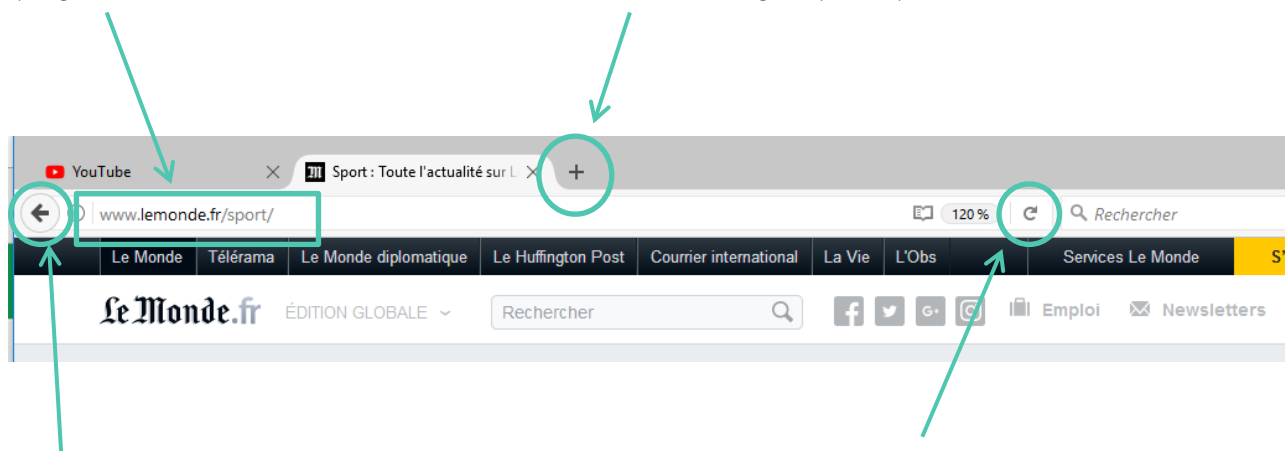 YouTube
Sport : Toute l'actualité sur L
www.lemonde.fr/sport/
120 %
Rechercher
Le Monde Télérama Le Monde diplomatique Le Huffington Post Courrier international La Vie L'Obs Services Le Monde S'
Le Monde.fr ÉDITION GLOBALE Rechercher Emploi Newsletters